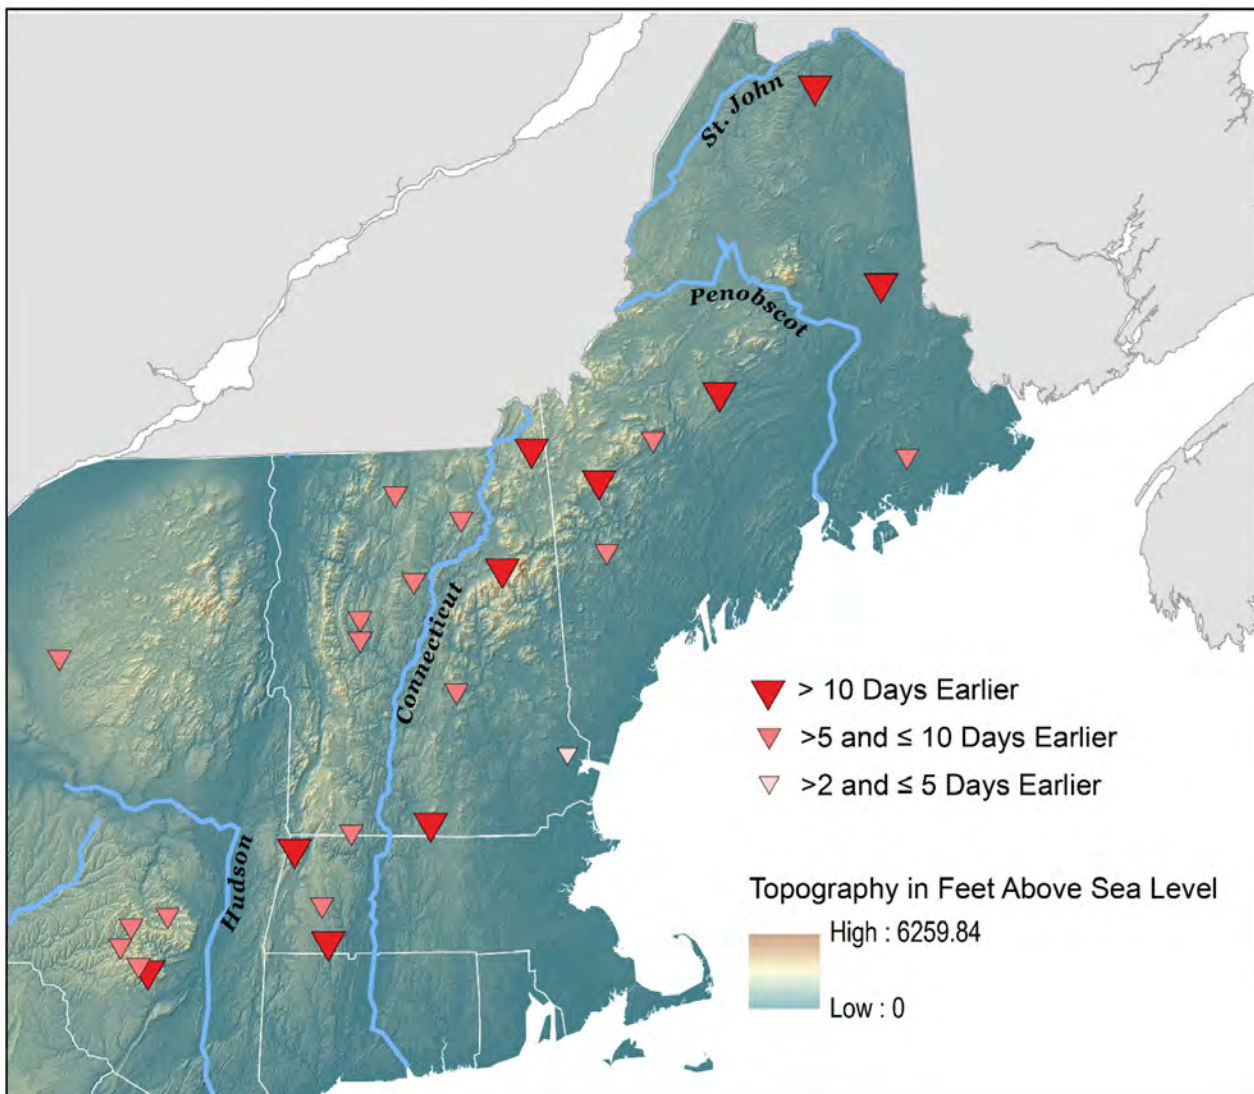 St. John
Penobscot
Connecticut
Hudson
> 10 Days Earlier
>5 and ≤ 10 Days Earlier
>2 and ≤ 5 Days Earlier
Topography in Feet Above Sea Level
High : 6259.84
Low : 0